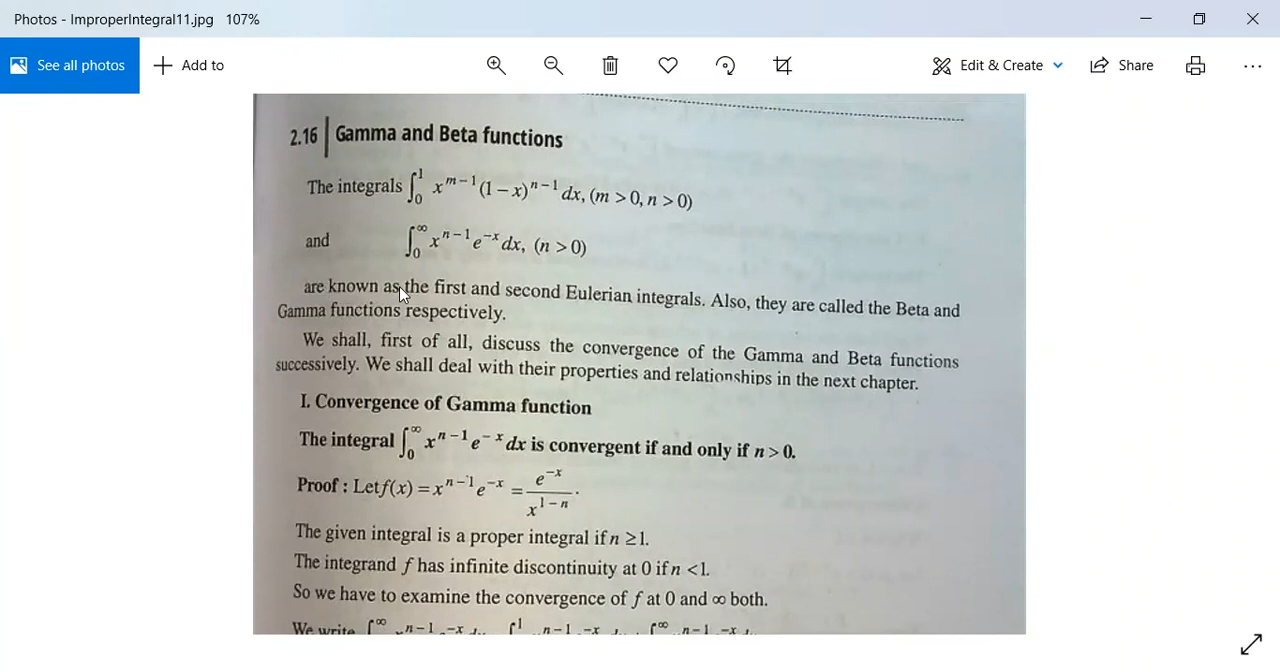 Photos - ImproperIntegral11.jpg 107%
See all photos
Add to
Edit & Create
Share
2.16 Gamma and Beta functions
The integrals ∫₀¹ x^{m−1}(1−x)^{n−1} dx, (m > 0, n > 0)
and ∫₀^∞ x^{n−1} e^{−x} dx, (n > 0)
are known as the first and second Eulerian integrals. Also, they are called the Beta and
Gamma functions respectively.
We shall, first of all, discuss the convergence of the Gamma and Beta functions
successively. We shall deal with their properties and relationships in the next chapter.
I. Convergence of Gamma function
The integral ∫₀^∞ x^{n−1} e^{−x} dx is convergent if and only if n > 0.
Proof : Let f(x) = x^{n−1} e^{−x} = e^{−x} / x^{1−n}.
The given integral is a proper integral if n ≥1.
The integrand f has infinite discontinuity at 0 if n <1.
So we have to examine the convergence of f at 0 and ∞ both.
We write